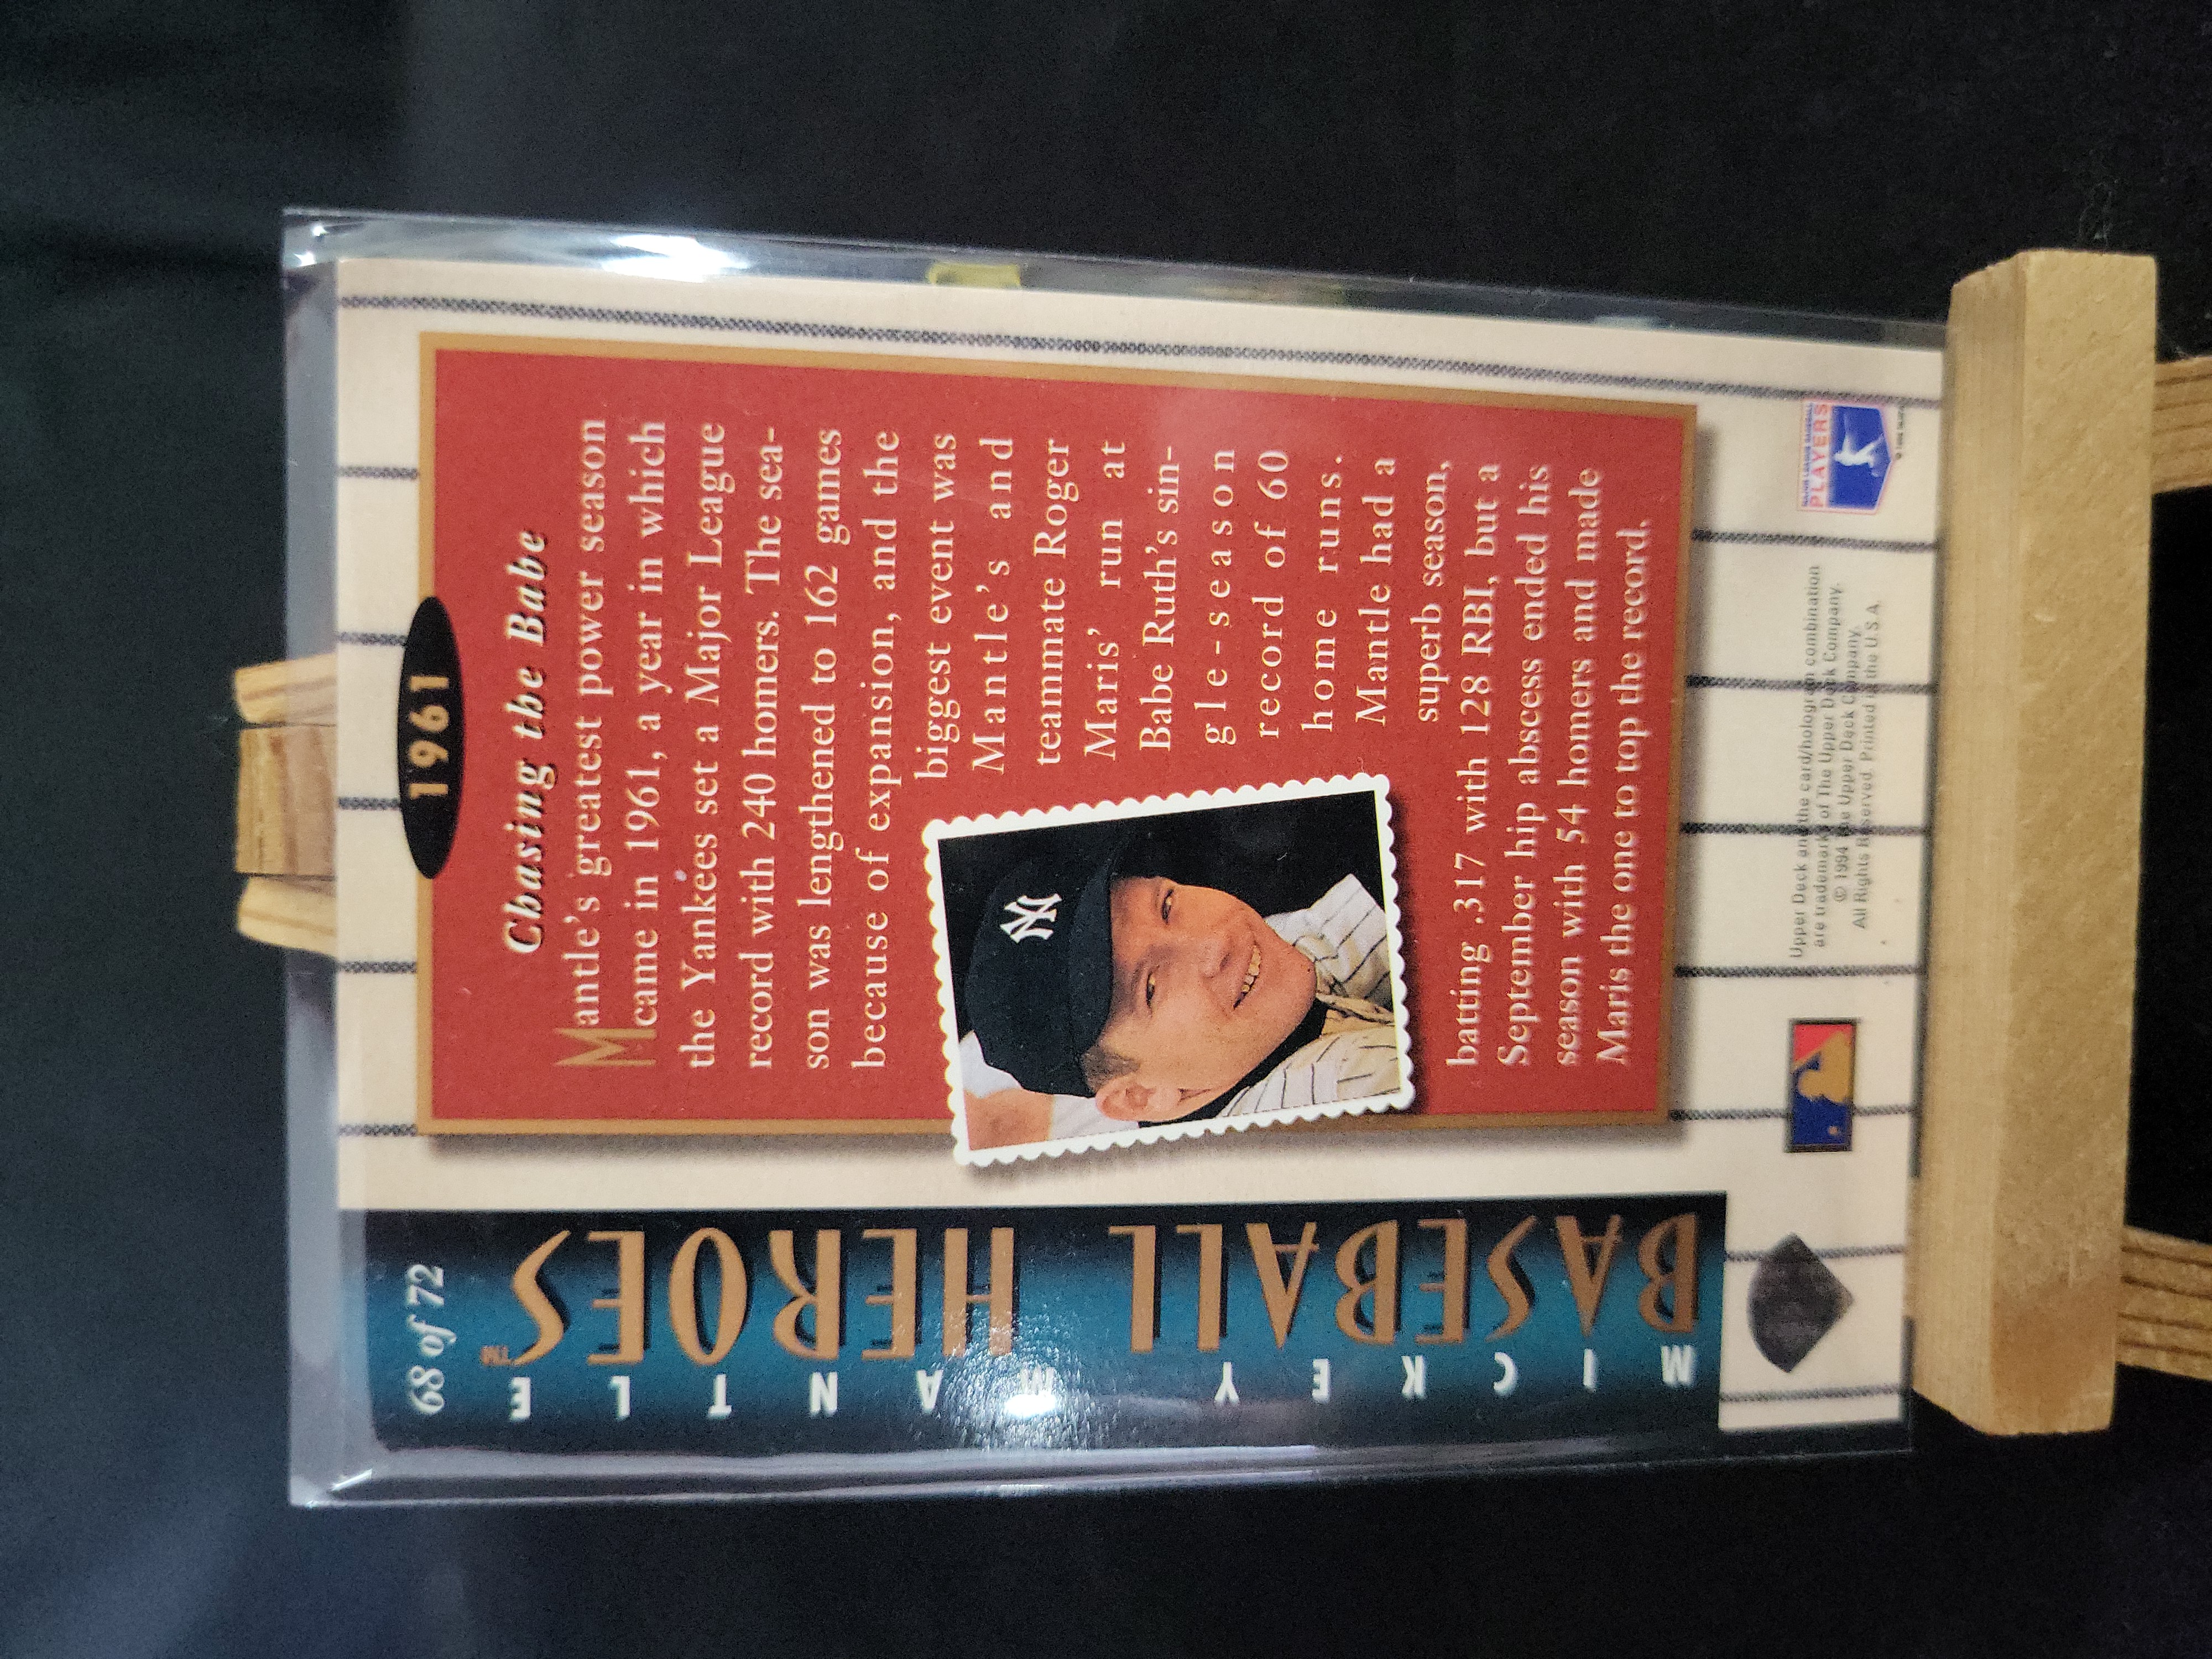 68 of 72
MICKEY MANTLE
BASEBALL HEROES™
1961
Chasing the Babe
Mantle's greatest power season
came in 1961, a year in which
the Yankees set a Major League
record with 240 homers. The sea-
son was lengthened to 162 games
because of expansion, and the
biggest event was
Mantle's and
teammate Roger
Maris' run at
Babe Ruth's sin-
gle-season
record of 60
home runs.
Mantle had a
superb season,
batting .317 with 128 RBI, but a
September hip abscess ended his
season with 54 homers and made
Maris the one to top the record.
NY
Upper Deck and the card/hologram combination
are trademarks of The Upper Deck Company.
© 1994 The Upper Deck Company.
All Rights Reserved. Printed in the U.S.A.
PLAYERS